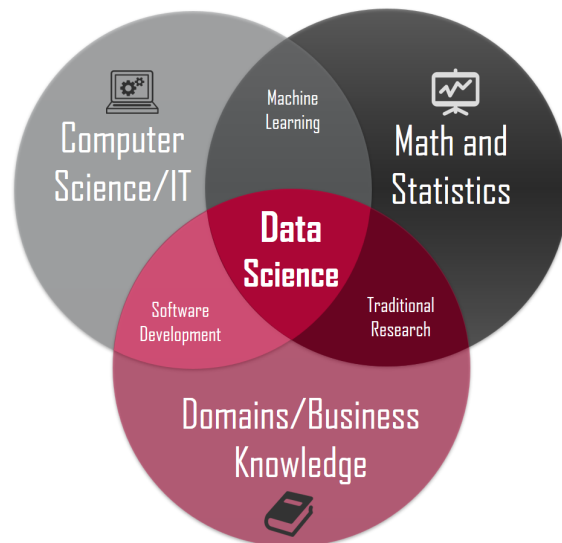 Machine
Learning
Computer
Science/IT
Math and
Statistics
Data
Science
Software
Development
Traditional
Research
Domains/Business
Knowledge